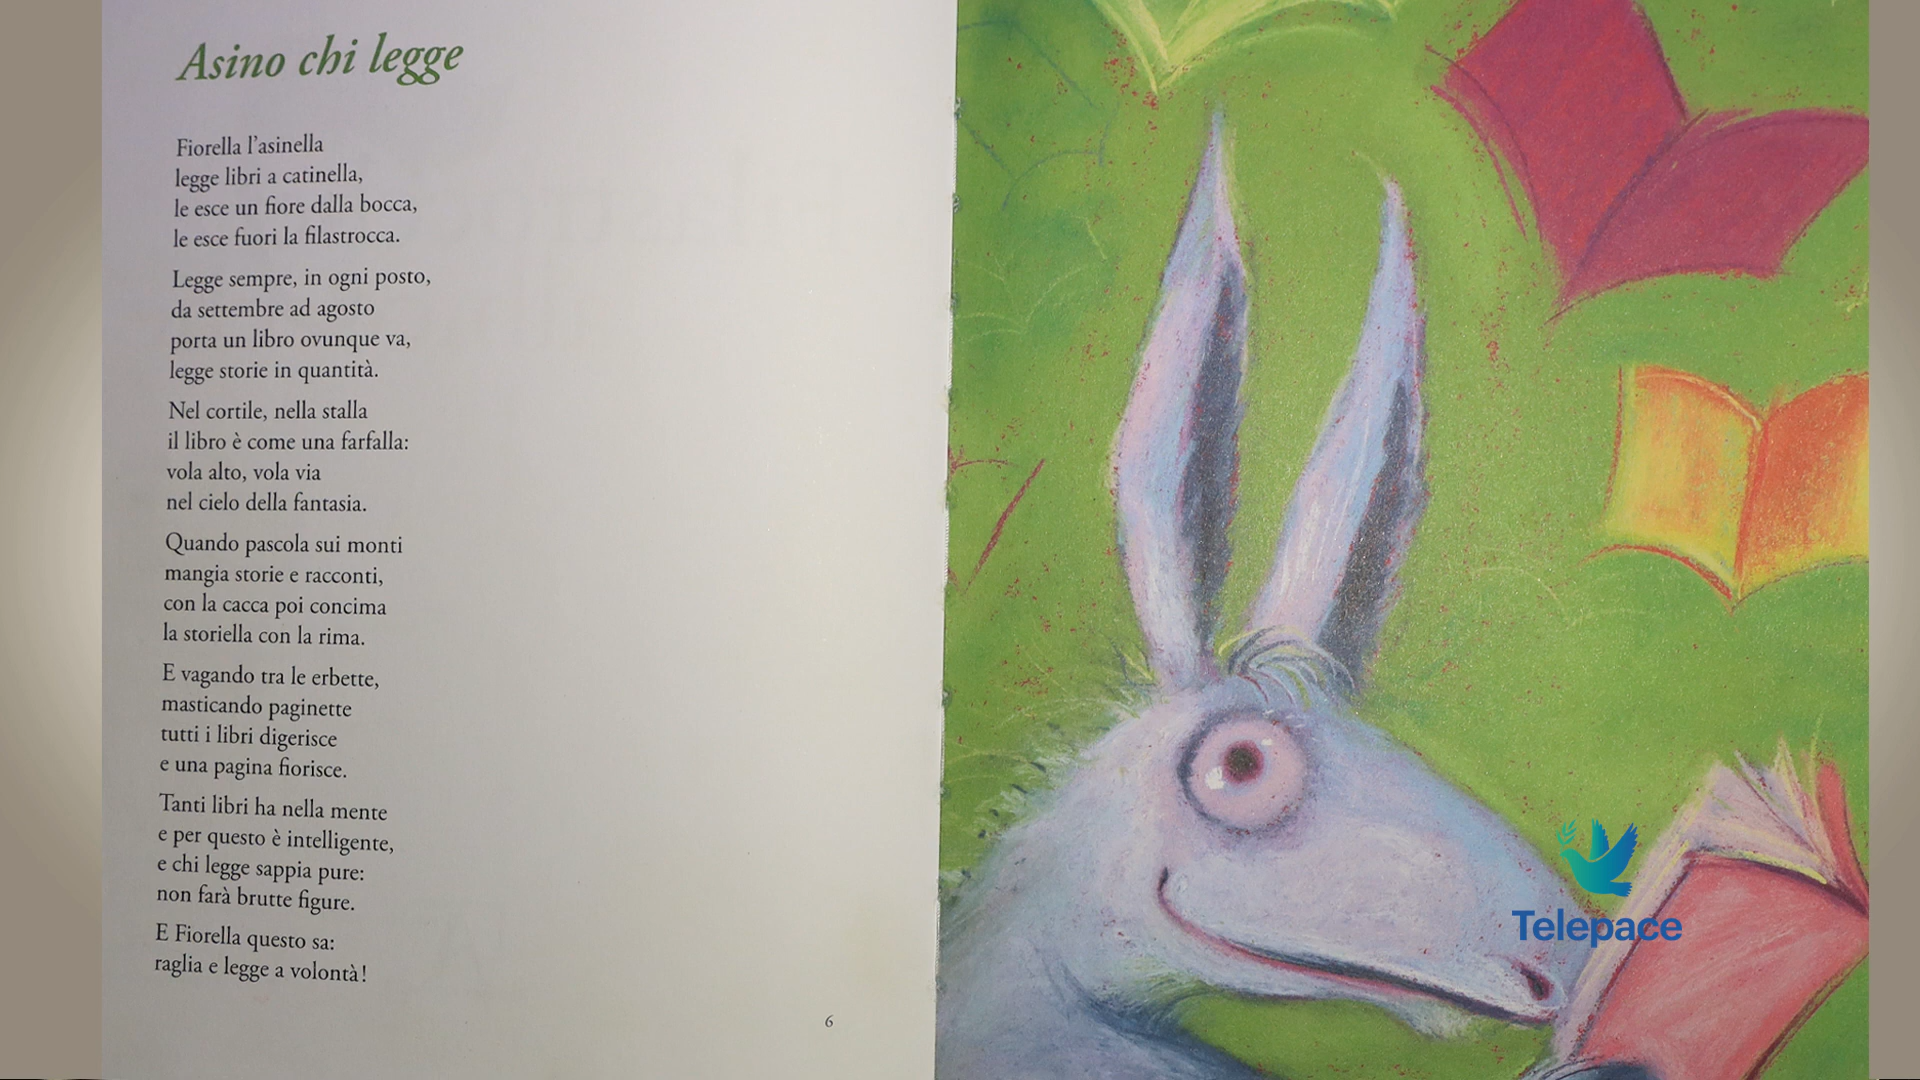 Asino chi legge
Fiorella l'asinella
legge libri a catinella,
le esce un fiore dalla bocca,
le esce fuori la filastrocca.
Legge sempre, in ogni posto,
da settembre ad agosto
porta un libro ovunque va,
legge storie in quantità.
Nel cortile, nella stalla
il libro è come una farfalla:
vola alto, vola via
nel cielo della fantasia.
Quando pascola sui monti
mangia storie e racconti,
con la cacca poi concima
la storiella con la rima.
E vagando tra le erbette,
masticando paginette
tutti i libri digerisce
e una pagina fiorisce.
Tanti libri ha nella mente
e per questo è intelligente,
e chi legge sappia pure:
non farà brutte figure.
E Fiorella questo sa:
raglia e legge a volontà!
6
Telepace